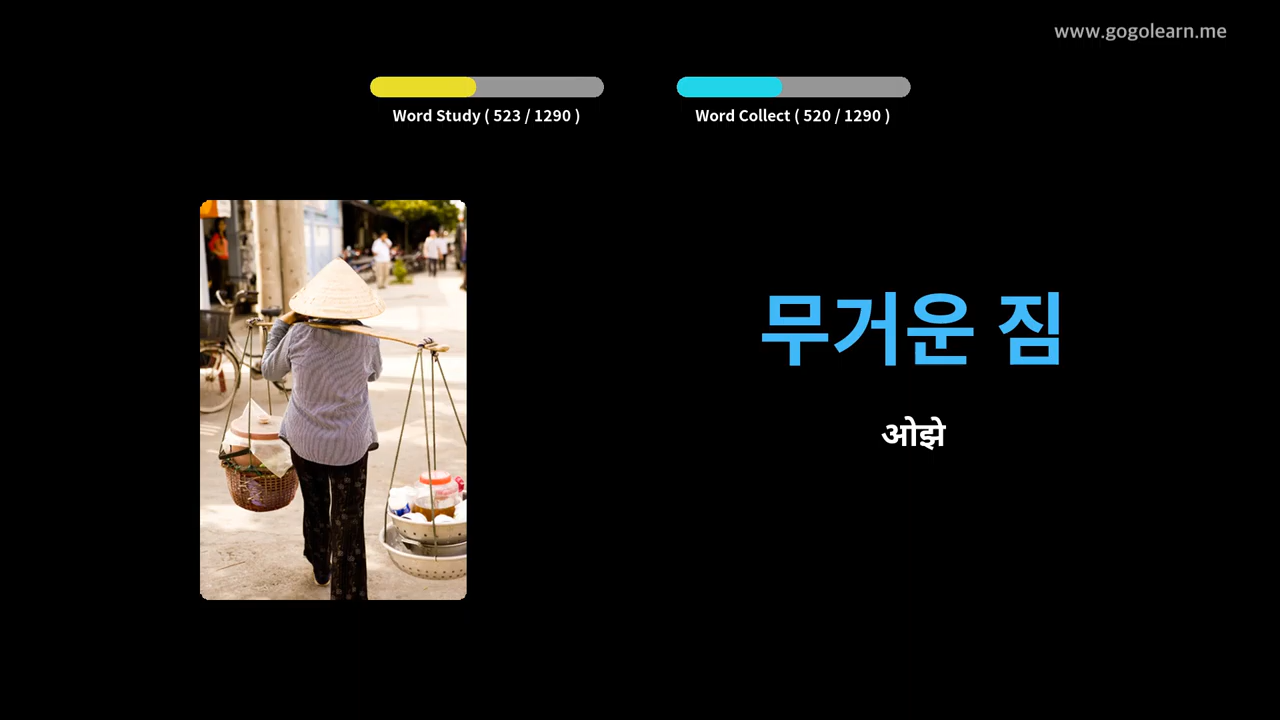 www.gogolearn.me
Word Study ( 523 / 1290 )
Word Collect ( 520 / 1290 )
무거운 짐
ओझे